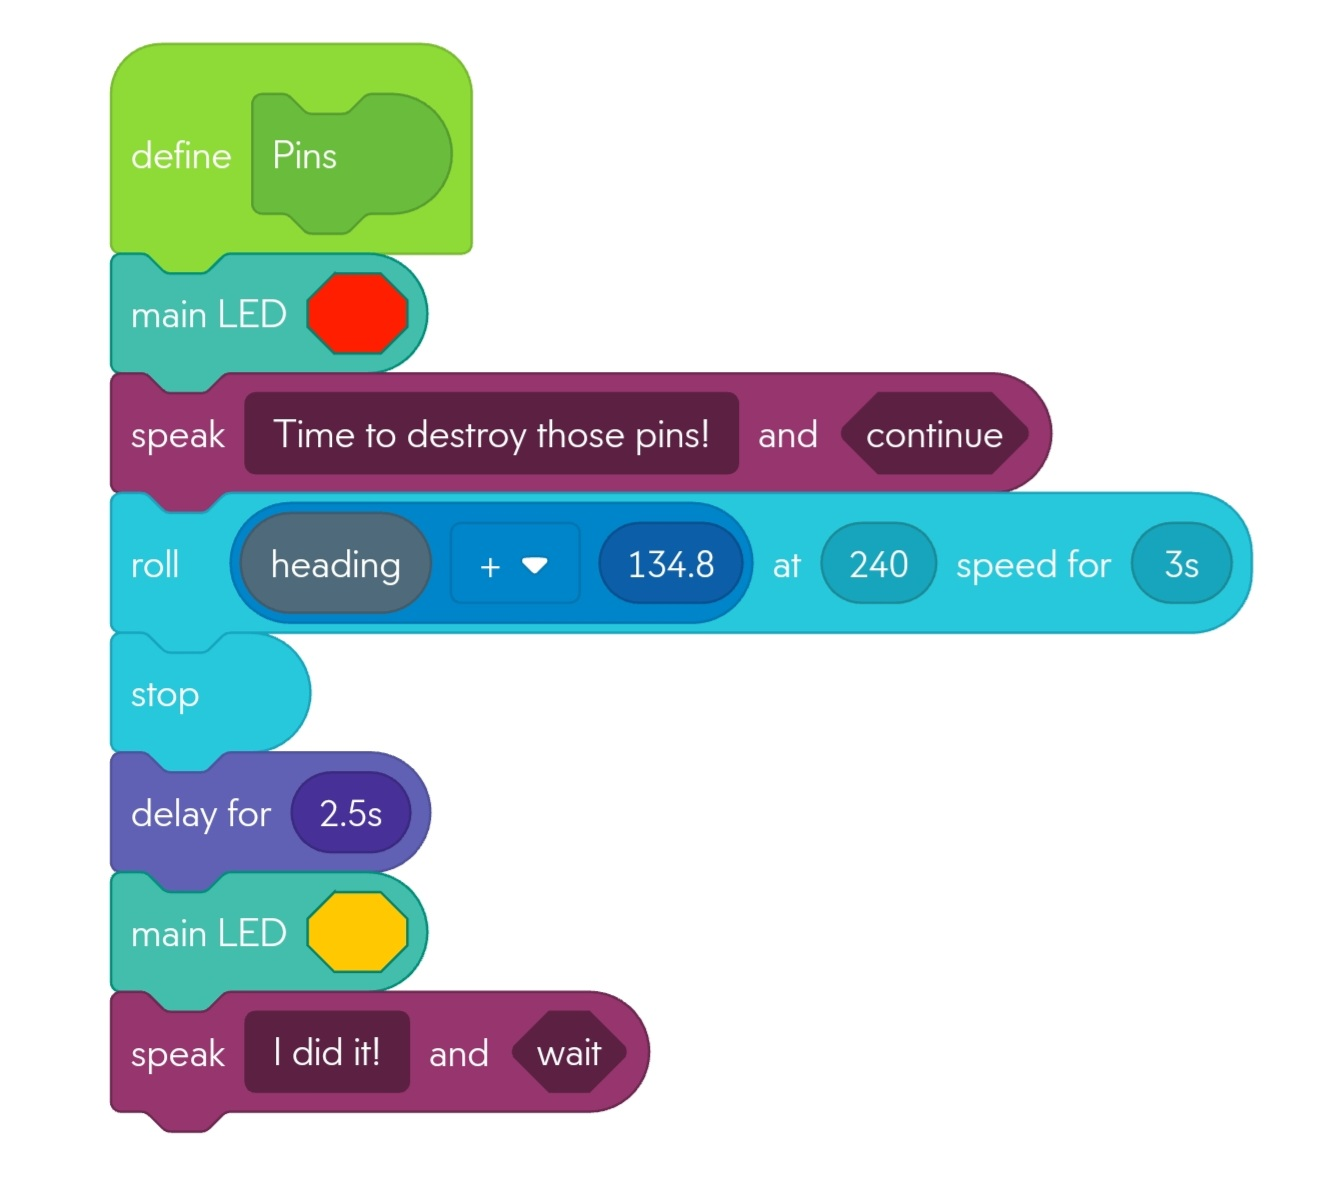 define Pins
main LED
speak Time to destroy those pins! and continue
roll heading + 134.8 at 240 speed for 3s
stop
delay for 2.5s
main LED
speak I did it! and wait